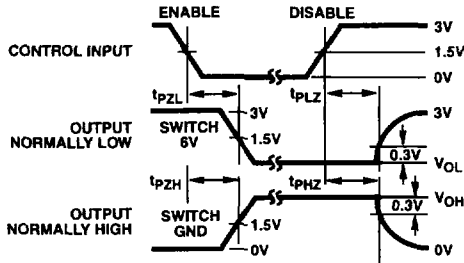 ENABLE DISABLE
3V
CONTROL INPUT 1.5V
0V
tPZL tPLZ
3V 3V
OUTPUT NORMALLY LOW
SWITCH 6V
1.5V
0.3V
VOL
tPZH tPHZ
VOH
0.3V
OUTPUT NORMALLY HIGH
SWITCH GND
1.5V
0V 0V